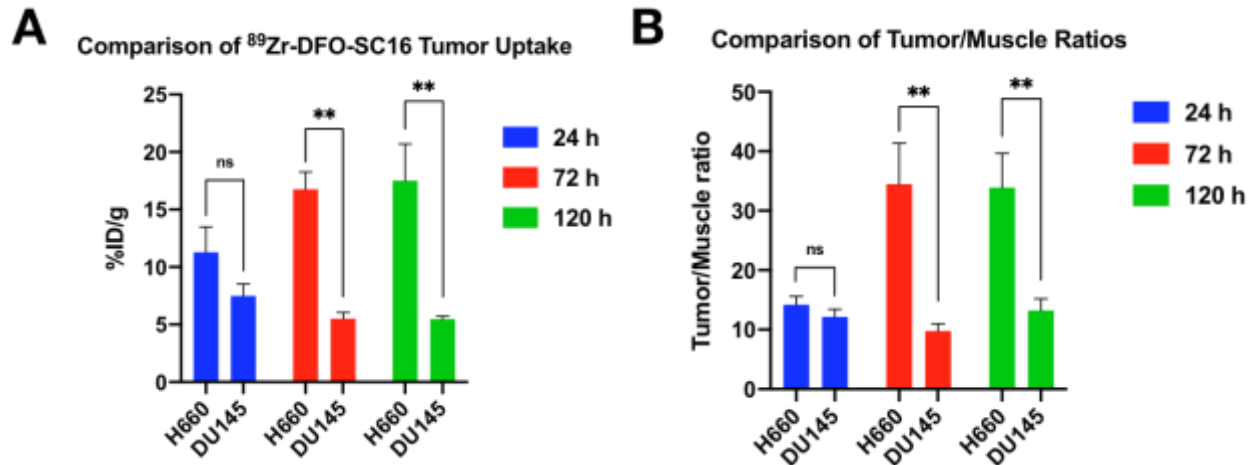 A
Comparison of ⁸⁹Zr-DFO-SC16 Tumor Uptake
%ID/g
25
20
15
10
5
0
ns
**
**
H660
DU145
H660
DU145
H660
DU145
24 h
72 h
120 h
B
Comparison of Tumor/Muscle Ratios
Tumor/Muscle ratio
50
40
30
20
10
0
ns
**
**
H660
DU145
H660
DU145
H660
DU145
24 h
72 h
120 h